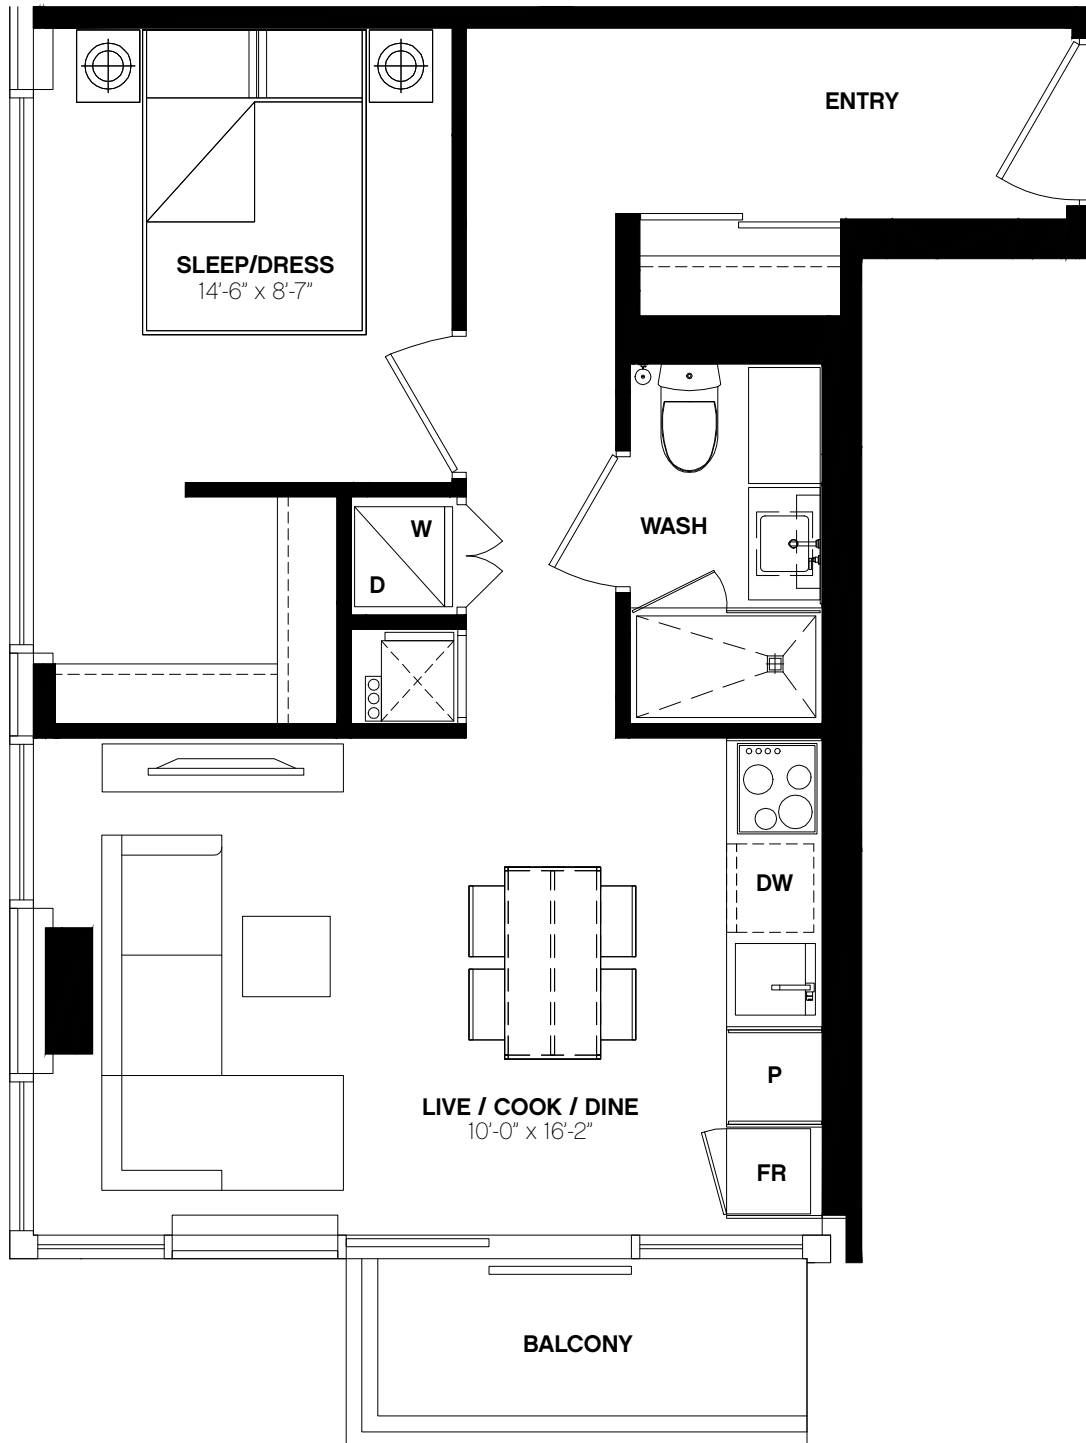 ENTRY
SLEEP/DRESS
14'-6" x 8'-7"
W
D
WASH
DW
P
LIVE / COOK / DINE
10'-0" x 16'-2"
FR
BALCONY